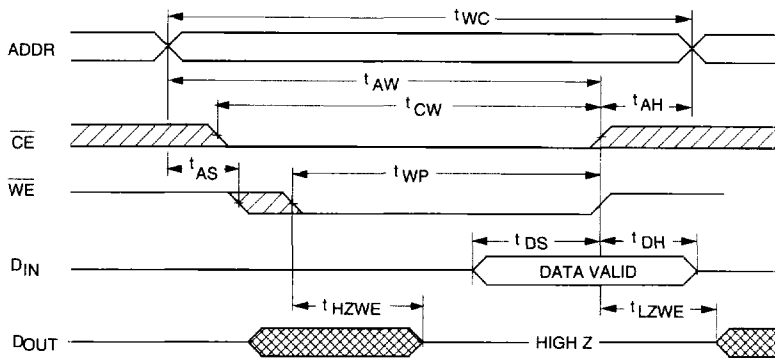 tWC
ADDR
tAW
tCW
tAH
CE
tAS
tWP
WE
tDS
tDH
DIN
DATA VALID
tHZWE
tLZWE
DOUT
HIGH Z